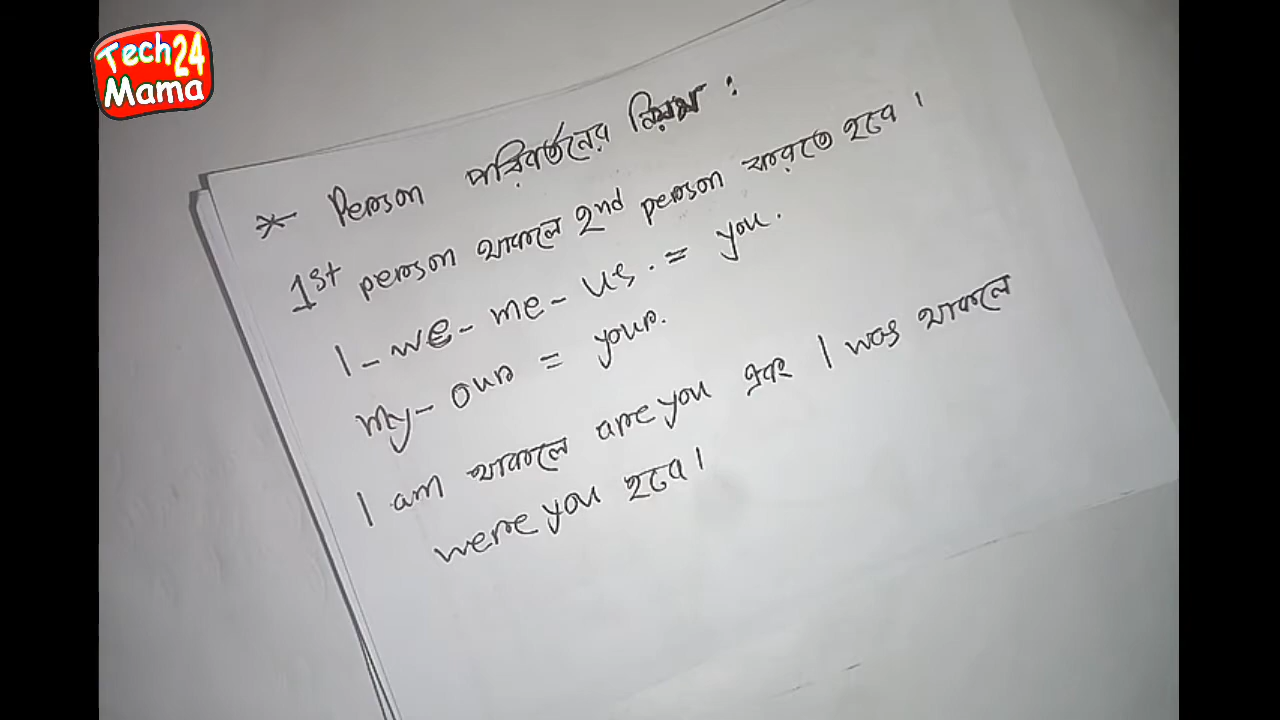 Tech24
Mama
* Person পরিবর্তনের নিয়ম :
1st person থাকলে 2nd person করতে হবে ।
I - we - me - us. = you.
my - our = your.
I am থাকলে are you এবং I was থাকলে
were you হবে ।